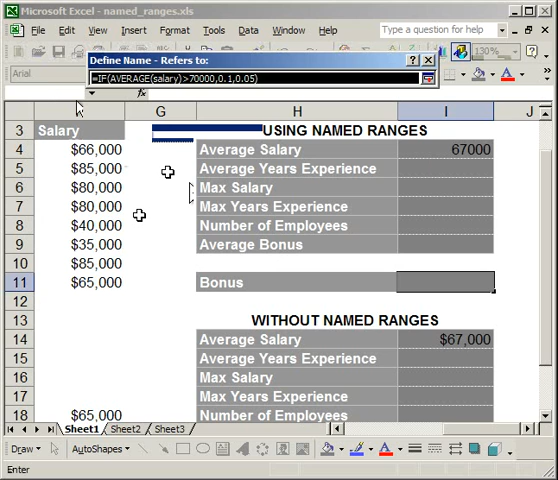 Microsoft Excel - named_ranges.xls
File Edit View Insert Format Tools Data Window Help Type a question for help
130%
Arial
Define Name - Refers to:
=IF(AVERAGE(salary)>70000,0.1,0.05)
fx
G H I J
3 Salary USING NAMED RANGES
4 $66,000 Average Salary 67000
5 $85,000 Average Years Experience
6 $80,000 Max Salary
7 $80,000 Max Years Experience
8 $40,000 Number of Employees
9 $35,000 Average Bonus
10 $85,000
11 $65,000 Bonus
12
13 WITHOUT NAMED RANGES
14 Average Salary $67,000
15 Average Years Experience
16 Max Salary
17 Max Years Experience
18 $65,000 Number of Employees
Sheet1 Sheet2 Sheet3
Draw AutoShapes
Enter